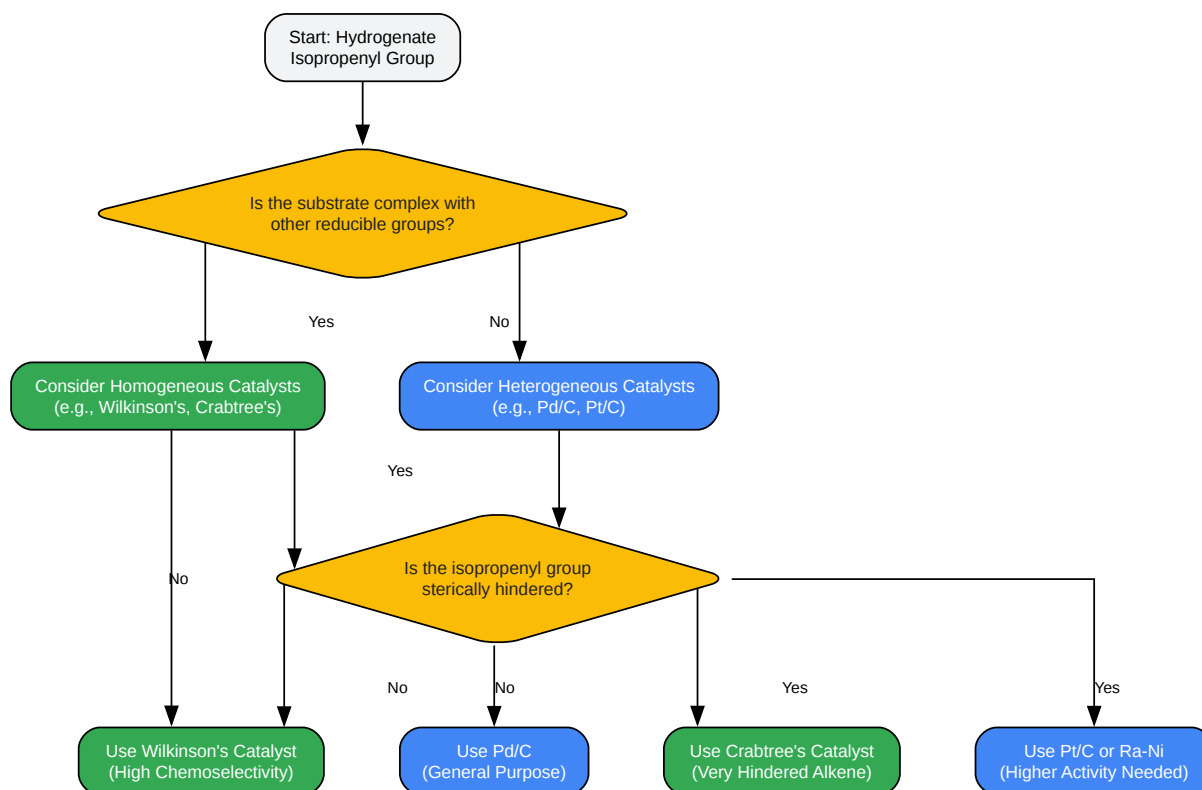 Start: Hydrogenate
Isopropenyl Group
Is the substrate complex with
other reducible groups?
Yes
No
Consider Homogeneous Catalysts
(e.g., Wilkinson's, Crabtree's)
Consider Heterogeneous Catalysts
(e.g., Pd/C, Pt/C)
Yes
Is the isopropenyl group
sterically hindered?
No
No
No
Yes
Yes
Use Wilkinson's Catalyst
(High Chemoselectivity)
Use Pd/C
(General Purpose)
Use Crabtree's Catalyst
(Very Hindered Alkene)
Use Pt/C or Ra-Ni
(Higher Activity Needed)